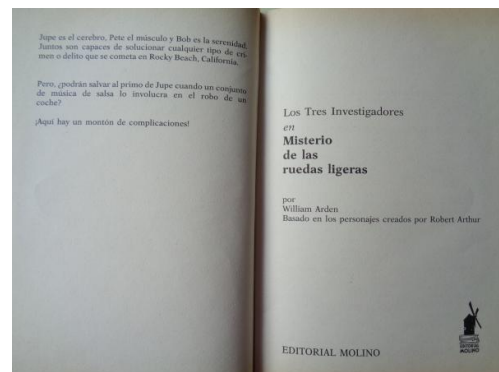 Jupe es el cerebro, Pete el músculo y Bob es la serenidad.
Juntos son capaces de solucionar cualquier tipo de cri-
men o delito que se cometa en Rocky Beach, California.
Pero, ¿podrán salvar al primo de Jupe cuando un conjunto
de música de salsa lo involucra en el robo de un
coche?
¡Aquí hay un montón de complicaciones!
Los Tres Investigadores
en
Misterio
de las
ruedas ligeras
por
William Arden
Basado en los personajes creados por Robert Arthur
EDITORIAL MOLINO
EDITORIAL
MOLINO